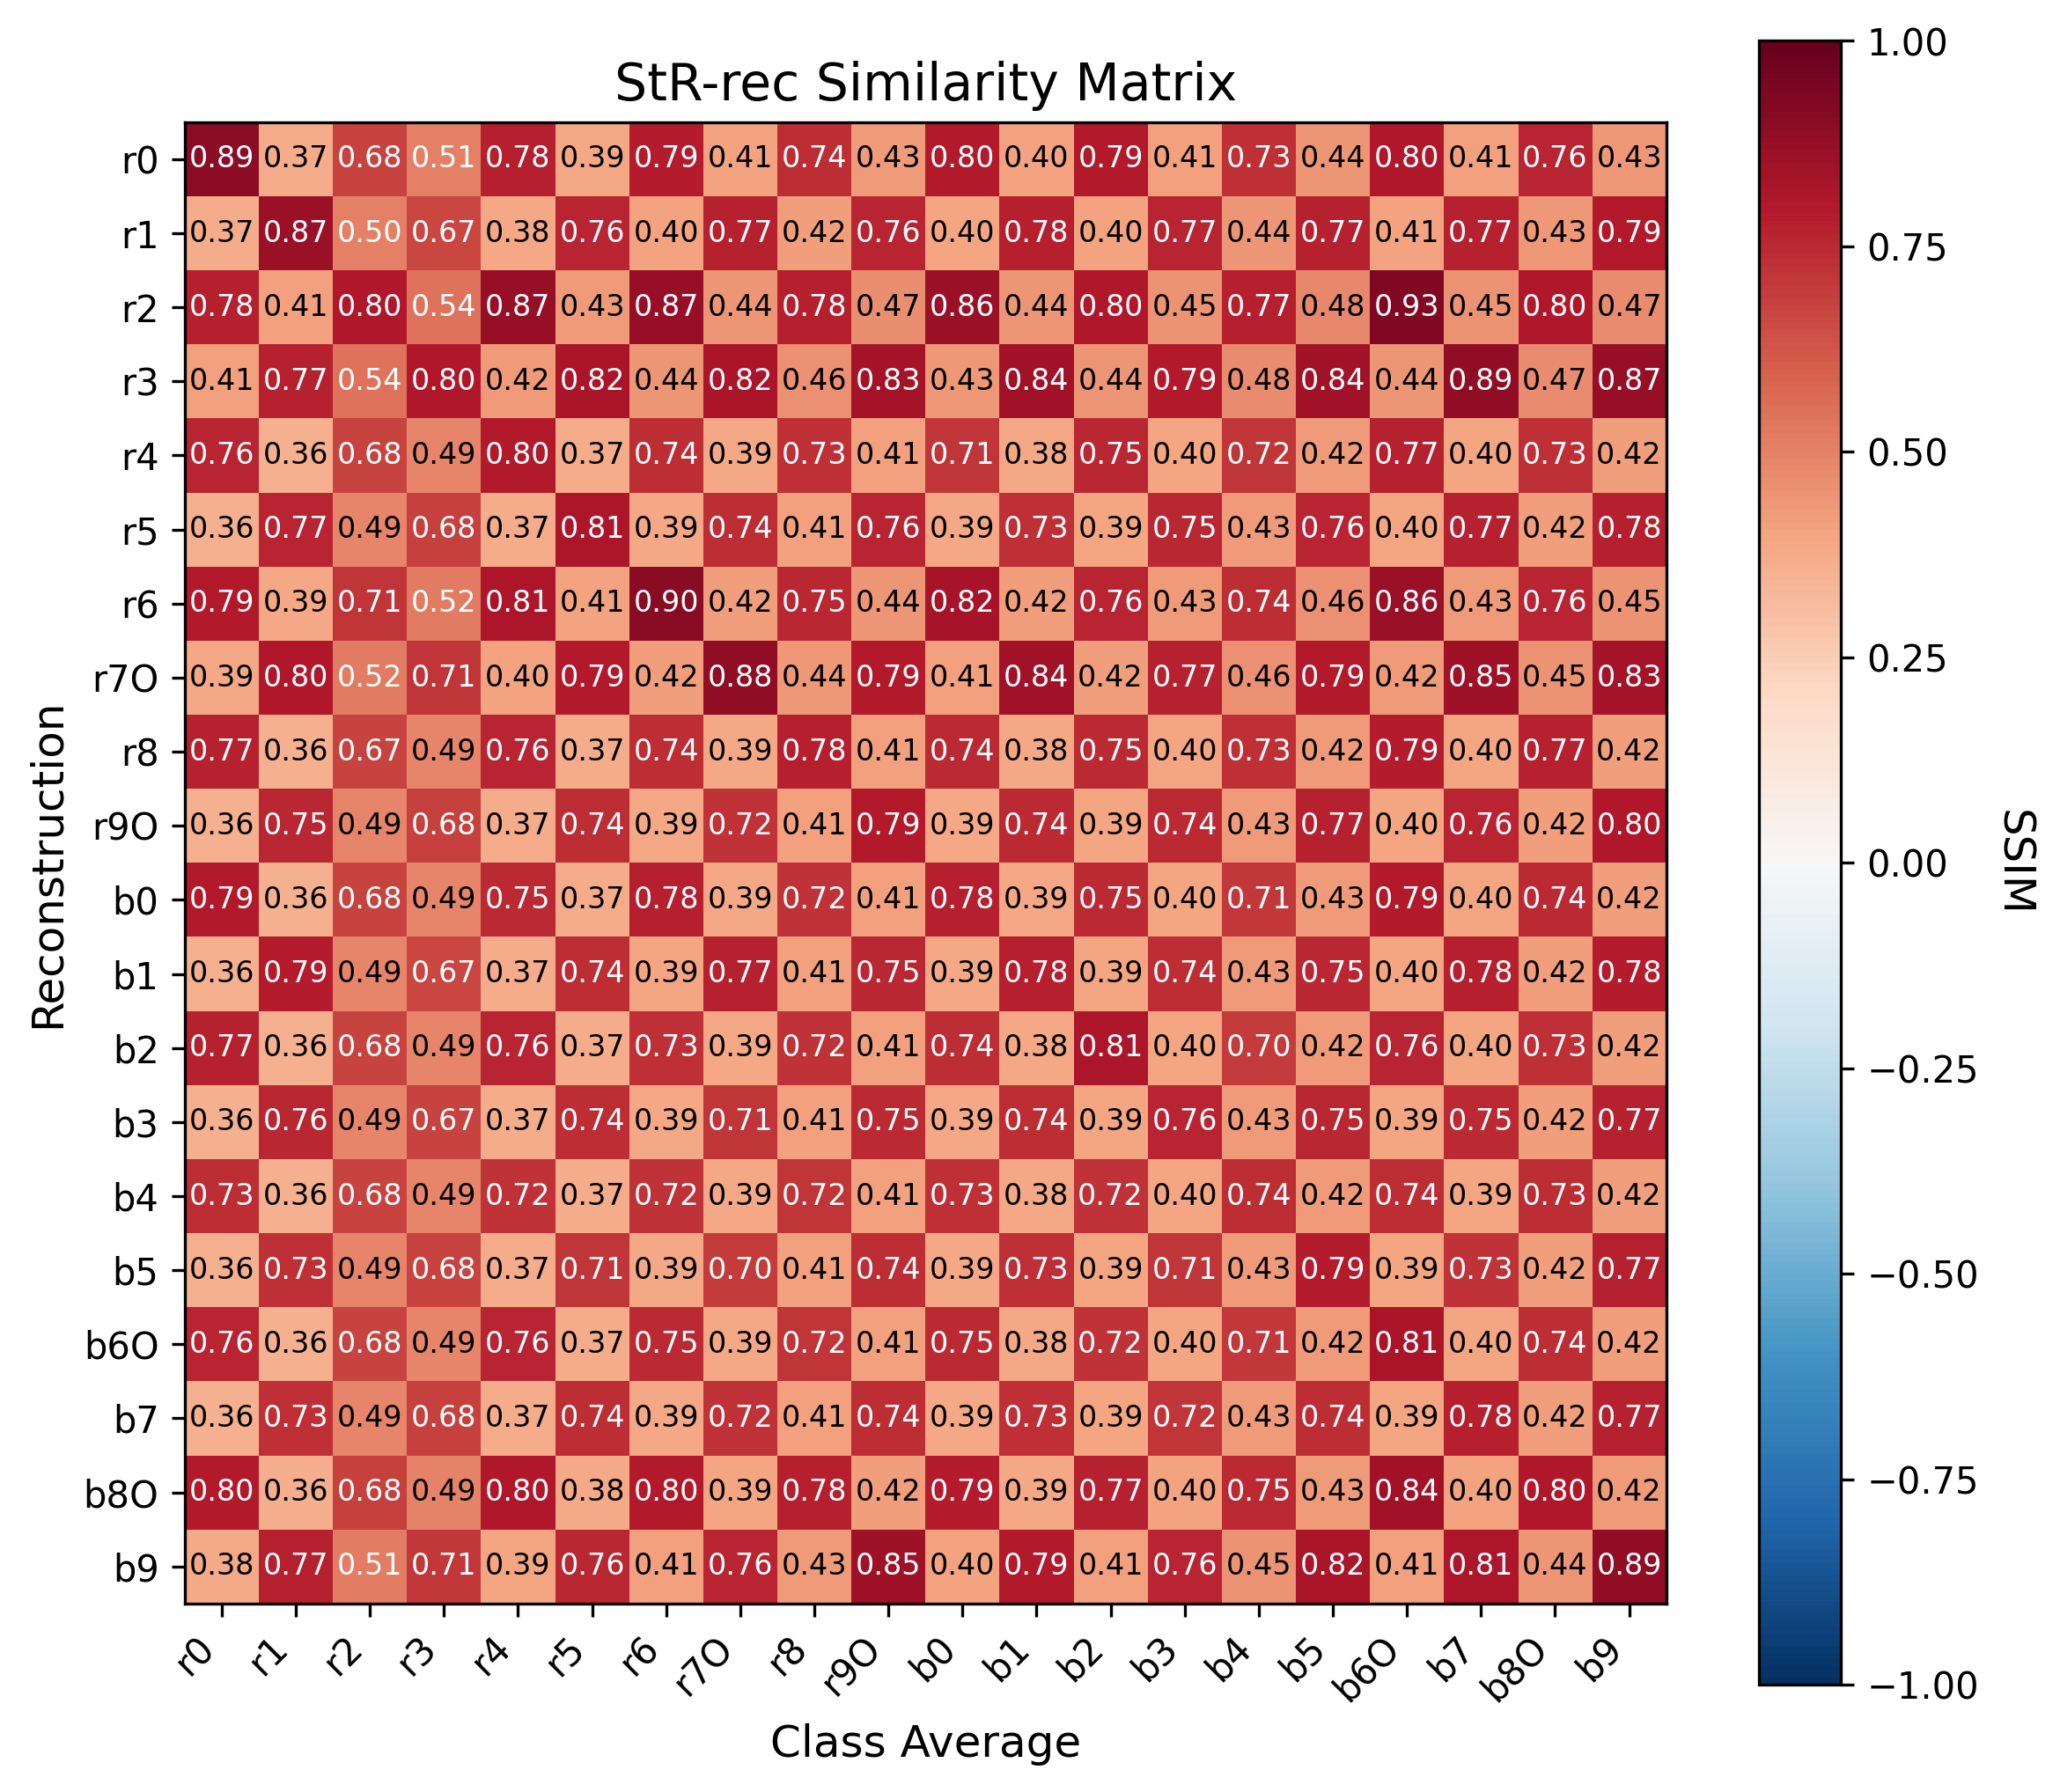 StR-rec Similarity Matrix
r0 0.89 0.37 0.68 0.51 0.78 0.39 0.79 0.41 0.74 0.43 0.80 0.40 0.79 0.41 0.73 0.44 0.80 0.41 0.76 0.43
r1 0.37 0.87 0.50 0.67 0.38 0.76 0.40 0.77 0.42 0.76 0.40 0.78 0.40 0.77 0.44 0.77 0.41 0.77 0.43 0.79
r2 0.78 0.41 0.80 0.54 0.87 0.43 0.87 0.44 0.78 0.47 0.86 0.44 0.80 0.45 0.77 0.48 0.93 0.45 0.80 0.47
r3 0.41 0.77 0.54 0.80 0.42 0.82 0.44 0.82 0.46 0.83 0.43 0.84 0.44 0.79 0.48 0.84 0.44 0.89 0.47 0.87
r4 0.76 0.36 0.68 0.49 0.80 0.37 0.74 0.39 0.73 0.41 0.71 0.38 0.75 0.40 0.72 0.42 0.77 0.40 0.73 0.42
r5 0.36 0.77 0.49 0.68 0.37 0.81 0.39 0.74 0.41 0.76 0.39 0.73 0.39 0.75 0.43 0.76 0.40 0.77 0.42 0.78
r6 0.79 0.39 0.71 0.52 0.81 0.41 0.90 0.42 0.75 0.44 0.82 0.42 0.76 0.43 0.74 0.46 0.86 0.43 0.76 0.45
r7O 0.39 0.80 0.52 0.71 0.40 0.79 0.42 0.88 0.44 0.79 0.41 0.84 0.42 0.77 0.46 0.79 0.42 0.85 0.45 0.83
r8 0.77 0.36 0.67 0.49 0.76 0.37 0.74 0.39 0.78 0.41 0.74 0.38 0.75 0.40 0.73 0.42 0.79 0.40 0.77 0.42
r9O 0.36 0.75 0.49 0.68 0.37 0.74 0.39 0.72 0.41 0.79 0.39 0.74 0.39 0.74 0.43 0.77 0.40 0.76 0.42 0.80
b0 0.79 0.36 0.68 0.49 0.75 0.37 0.78 0.39 0.72 0.41 0.78 0.39 0.75 0.40 0.71 0.43 0.79 0.40 0.74 0.42
b1 0.36 0.79 0.49 0.67 0.37 0.74 0.39 0.77 0.41 0.75 0.39 0.78 0.39 0.74 0.43 0.75 0.40 0.78 0.42 0.78
b2 0.77 0.36 0.68 0.49 0.76 0.37 0.73 0.39 0.72 0.41 0.74 0.38 0.81 0.40 0.70 0.42 0.76 0.40 0.73 0.42
b3 0.36 0.76 0.49 0.67 0.37 0.74 0.39 0.71 0.41 0.75 0.39 0.74 0.39 0.76 0.43 0.75 0.39 0.75 0.42 0.77
b4 0.73 0.36 0.68 0.49 0.72 0.37 0.72 0.39 0.72 0.41 0.73 0.38 0.72 0.40 0.74 0.42 0.74 0.39 0.73 0.42
b5 0.36 0.73 0.49 0.68 0.37 0.71 0.39 0.70 0.41 0.74 0.39 0.73 0.39 0.71 0.43 0.79 0.39 0.73 0.42 0.77
b6O 0.76 0.36 0.68 0.49 0.76 0.37 0.75 0.39 0.72 0.41 0.75 0.38 0.72 0.40 0.71 0.42 0.81 0.40 0.74 0.42
b7 0.36 0.73 0.49 0.68 0.37 0.74 0.39 0.72 0.41 0.74 0.39 0.73 0.39 0.72 0.43 0.74 0.39 0.78 0.42 0.77
b8O 0.80 0.36 0.68 0.49 0.80 0.38 0.80 0.39 0.78 0.42 0.79 0.39 0.77 0.40 0.75 0.43 0.84 0.40 0.80 0.42
b9 0.38 0.77 0.51 0.71 0.39 0.76 0.41 0.76 0.43 0.85 0.40 0.79 0.41 0.76 0.45 0.82 0.41 0.81 0.44 0.89
r0 r1 r2 r3 r4 r5 r6 r7O r8 r9O b0 b1 b2 b3 b4 b5 b6O b7 b8O b9
Class Average
Reconstruction
1.00
0.75
0.50
0.25
0.00
−0.25
−0.50
−0.75
−1.00
SSIM